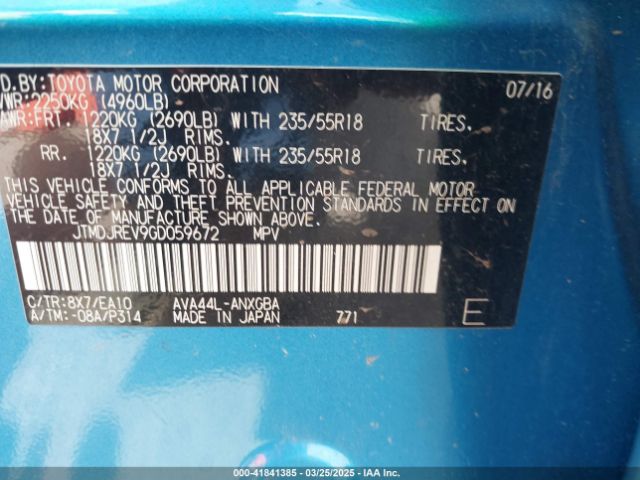 D. BY: TOYOTA MOTOR CORPORATION 07/16
VWR: 2250KG (4960LB)
AWR: FRT. 1220KG (2690LB) WITH 235/55R18 TIRES,
18X7 1/2J RIMS.
RR. 1220KG (2690LB) WITH 235/55R18 TIRES,
18X7 1/2J RIMS.
THIS VEHICLE CONFORMS TO ALL APPLICABLE FEDERAL MOTOR
VEHICLE SAFETY AND THEFT PREVENTION STANDARDS IN EFFECT ON
THE DATE OF MANUFACTURE SHOWN ABOVE.
JTMDJREV9GD059672 MPV
C/TR: 8X7/EA10 AVA44L-ANXGBA
A/TM: -08A/P314 MADE IN JAPAN 771 E
00-41841385 - 03/25/2025 - IAA Inc.